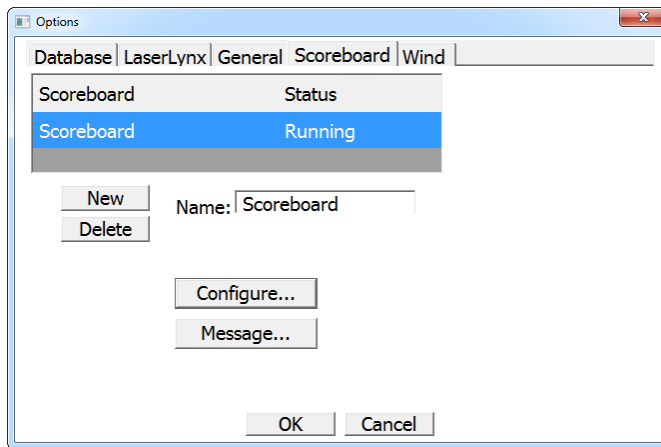 Options
Database LaserLynx General Scoreboard Wind
Scoreboard Status
Scoreboard Running
New
Name: Scoreboard
Delete
Configure...
Message...
OK Cancel